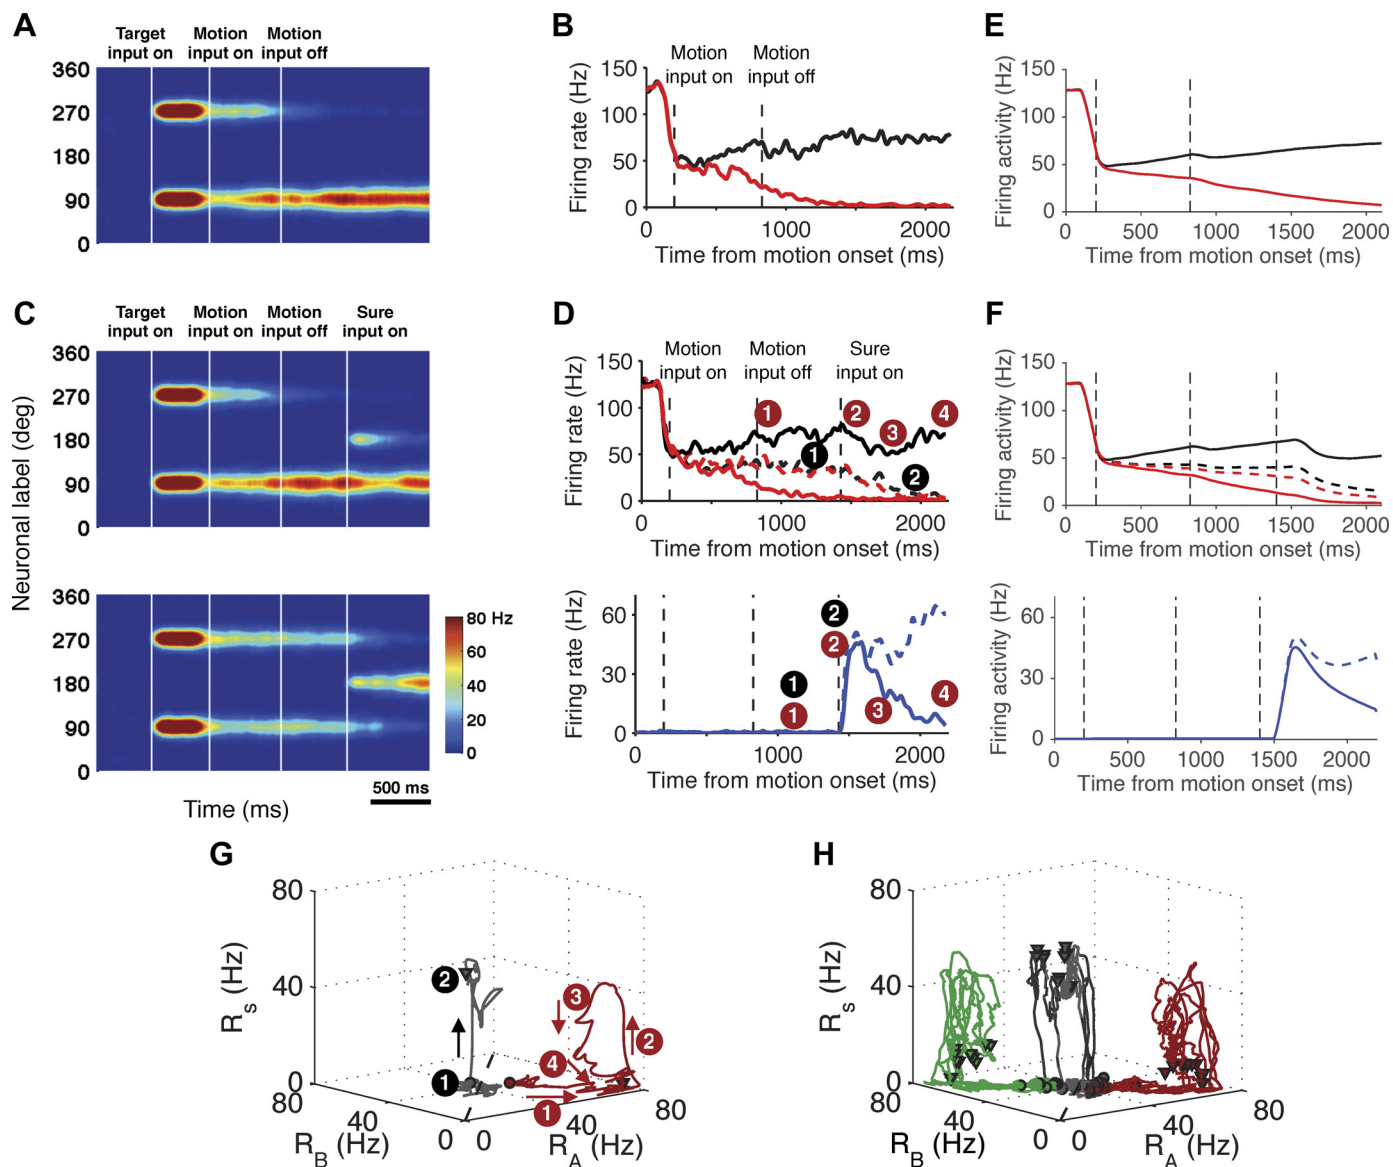 A
Target input on
Motion input on
Motion input off
360
270
180
90
0
B
Motion input on
Motion input off
150
100
50
0
Firing rate (Hz)
0
1000
2000
Time from motion onset (ms)
E
150
100
50
0
Firing activity (Hz)
0
500
1000
1500
2000
Time from motion onset (ms)
C
Target input on
Motion input on
Motion input off
Sure input on
360
270
180
90
0
Neuronal label (deg)
360
270
180
90
0
80 Hz
60
40
20
0
500 ms
Time (ms)
D
Motion input on
Motion input off
Sure input on
150
100
50
0
Firing rate (Hz)
1
2
3
4
1
2
0
1000
2000
Time from motion onset (ms)
60
30
0
Firing rate (Hz)
2
2
1
1
3
4
0
1000
2000
Time from motion onset (ms)
F
150
100
50
0
Firing activity (Hz)
0
500
1000
1500
2000
Time from motion onset (ms)
60
30
0
Firing activity (Hz)
0
500
1000
1500
2000
Time from motion onset (ms)
G
80
40
0
Rs (Hz)
2
1
3
2
4
1
80
40
0
RB (Hz)
0
40
80
RA (Hz)
H
80
40
0
Rs (Hz)
80
40
0
RB (Hz)
0
40
80
RA (Hz)